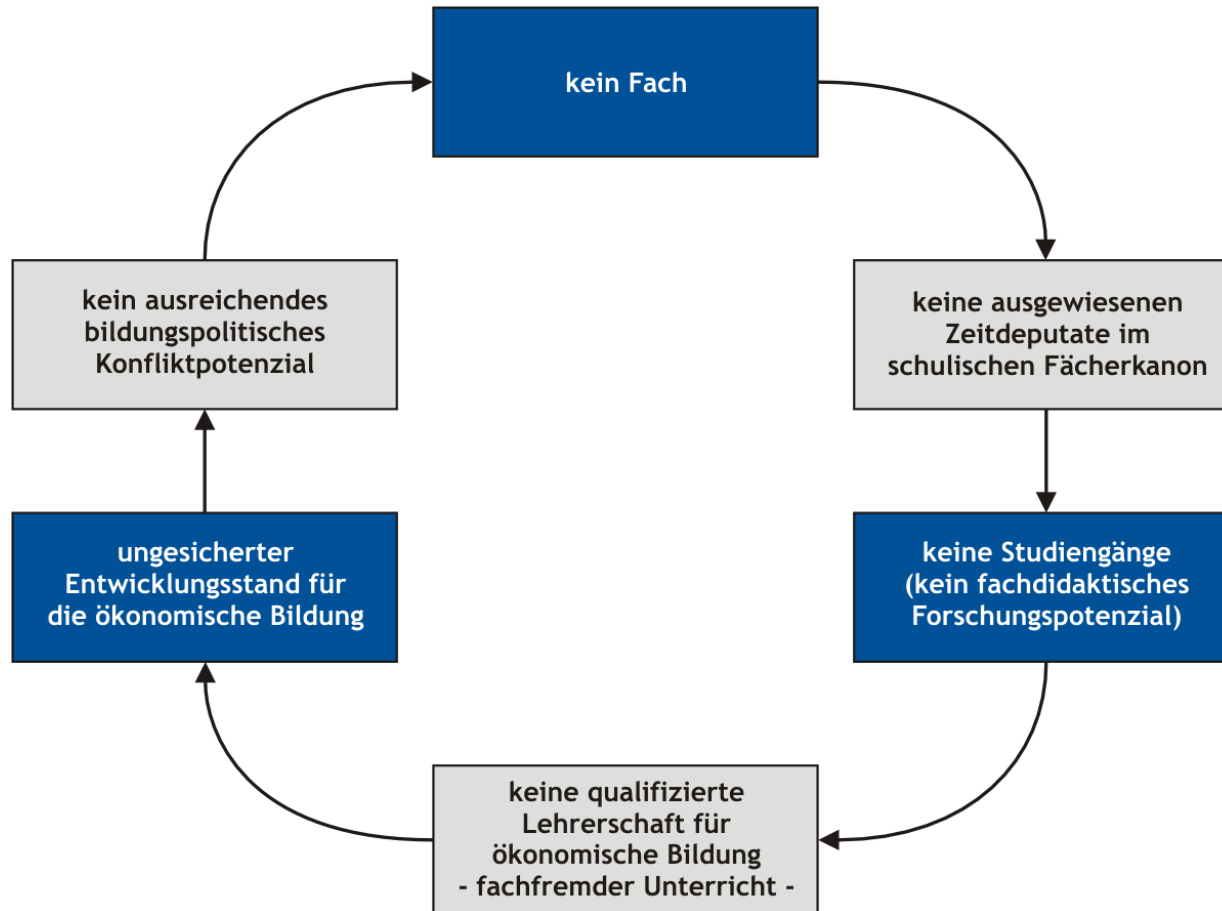 kein Fach
keine ausgewiesenen
Zeitdeputate im
schulischen Fächerkanon
keine Studiengänge
(kein fachdidaktisches
Forschungspotenzial)
keine qualifizierte
Lehrerschaft für
ökonomische Bildung
- fachfremder Unterricht -
ungesicherter
Entwicklungsstand für
die ökonomische Bildung
kein ausreichendes
bildungspolitisches
Konfliktpotenzial